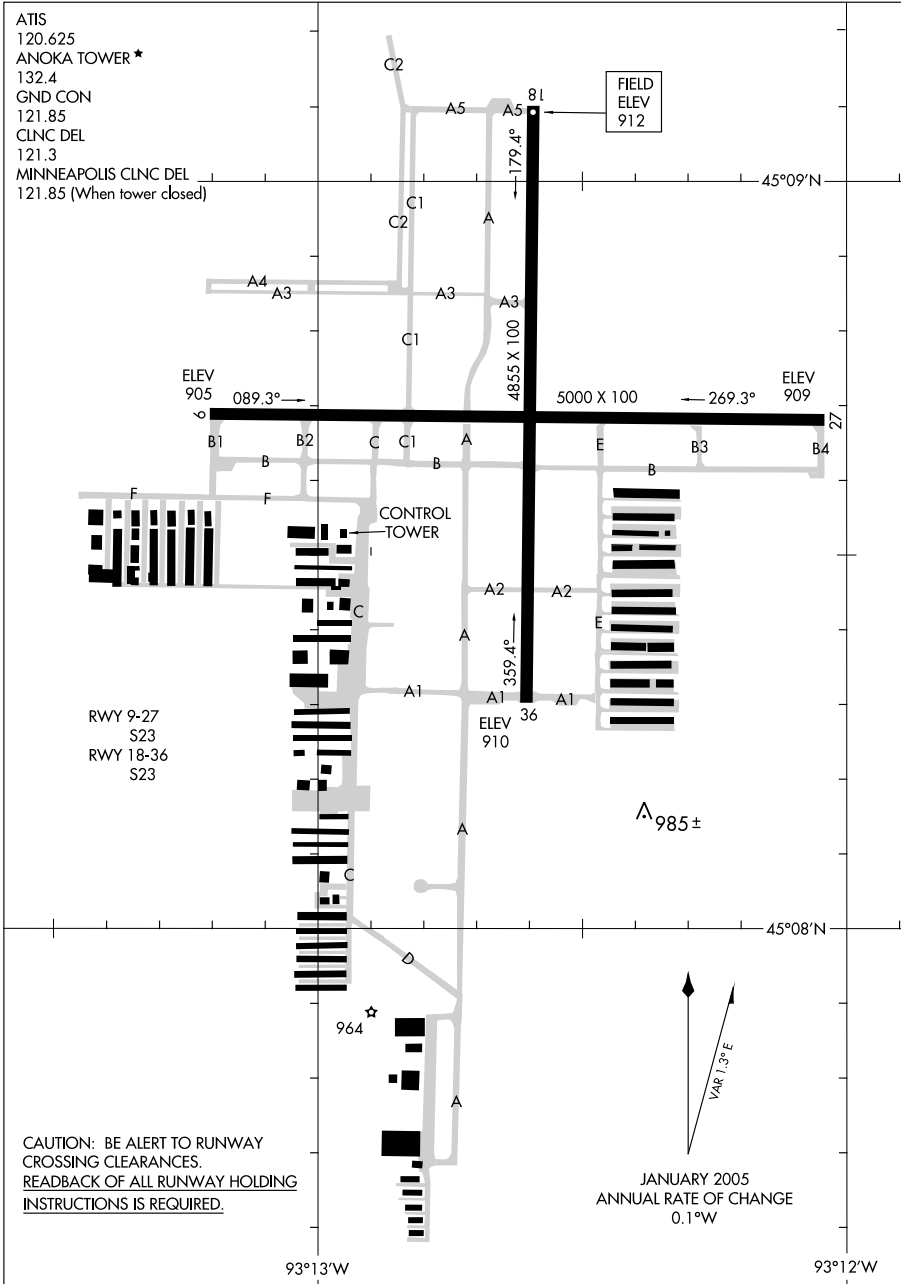 ATIS
120.625
ANOKA TOWER★
132.4
GND CON
121.85
CLNC DEL
121.3
MINNEAPOLIS CLNC DEL
121.85 (When tower closed)
C2
A5
A5
18
FIELD
ELEV
912
179.4°
45°09'N
C1
C2
A
A4
A3
A3
A3
C1
4855 X 100
ELEV
905
089.3°
5000 X 100
269.3°
ELEV
909
9
27
B1
B2
C
C1
A
E
B3
B4
B
B
B
F
F
CONTROL
TOWER
A2
A2
C
E
A
359.4°
A1
A1
A1
36
ELEV
910
RWY 9-27
S23
RWY 18-36
S23
985±
A
C
45°08'N
D
964
VAR 1.3° E
A
CAUTION: BE ALERT TO RUNWAY
CROSSING CLEARANCES.
READBACK OF ALL RUNWAY HOLDING
INSTRUCTIONS IS REQUIRED.
JANUARY 2005
ANNUAL RATE OF CHANGE
0.1°W
93°13'W
93°12'W